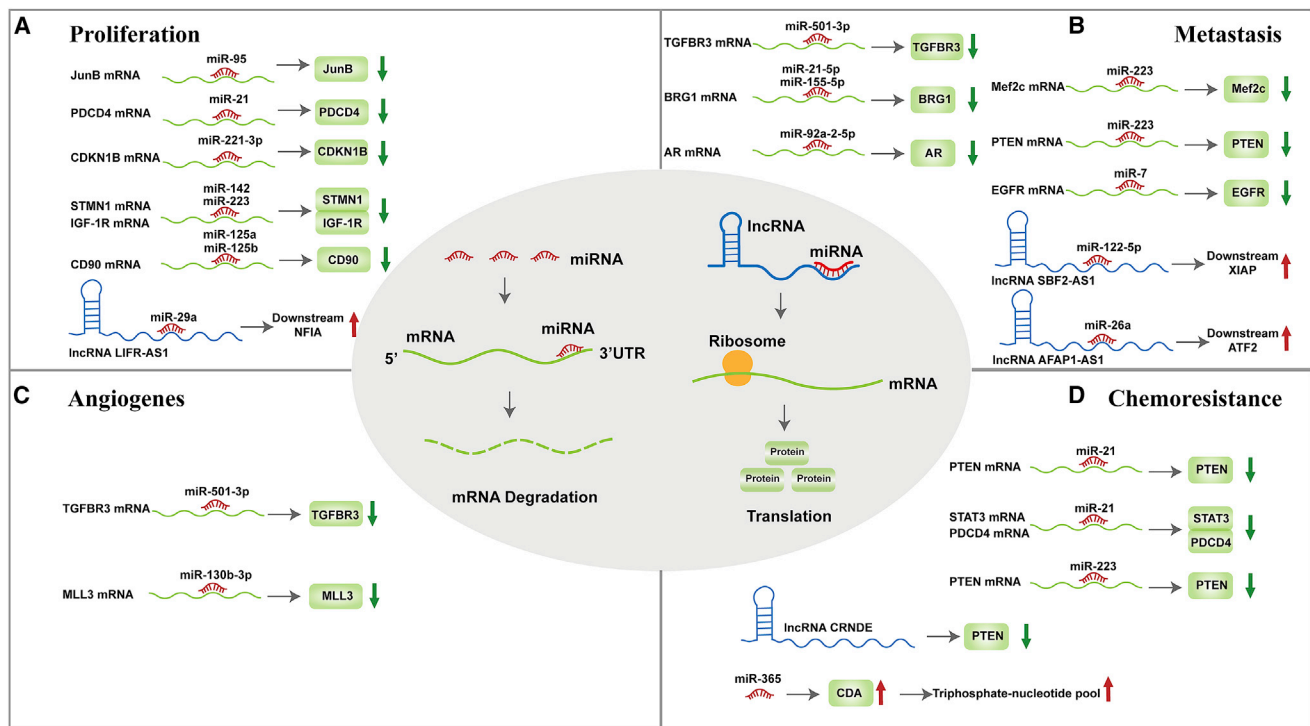 A Proliferation
miR-95
JunB mRNA
JunB
miR-21
PDCD4 mRNA
PDCD4
miR-221-3p
CDKN1B mRNA
CDKN1B
miR-142
STMN1 mRNA
miR-223
STMN1
IGF-1R mRNA
IGF-1R
miR-125a
miR-125b
CD90 mRNA
CD90
miR-29a
Downstream
NFIA
lncRNA LIFR-AS1
miR-501-3p
TGFBR3 mRNA
TGFBR3
miR-21-5p
miR-155-5p
BRG1 mRNA
BRG1
miR-92a-2-5p
AR mRNA
AR
B Metastasis
miR-223
Mef2c mRNA
Mef2c
miR-223
PTEN mRNA
PTEN
miR-7
EGFR mRNA
EGFR
miR-122-5p
Downstream
XIAP
lncRNA SBF2-AS1
miR-26a
Downstream
ATF2
lncRNA AFAP1-AS1
miRNA
mRNA
miRNA
5’
3’UTR
mRNA Degradation
lncRNA
miRNA
Ribosome
mRNA
Protein
Protein
Protein
Translation
C Angiogenes
miR-501-3p
TGFBR3 mRNA
TGFBR3
miR-130b-3p
MLL3 mRNA
MLL3
D Chemoresistance
miR-21
PTEN mRNA
PTEN
miR-21
STAT3 mRNA
STAT3
PDCD4 mRNA
PDCD4
miR-223
PTEN mRNA
PTEN
lncRNA CRNDE
PTEN
miR-365
CDA
Triphosphate-nucleotide pool